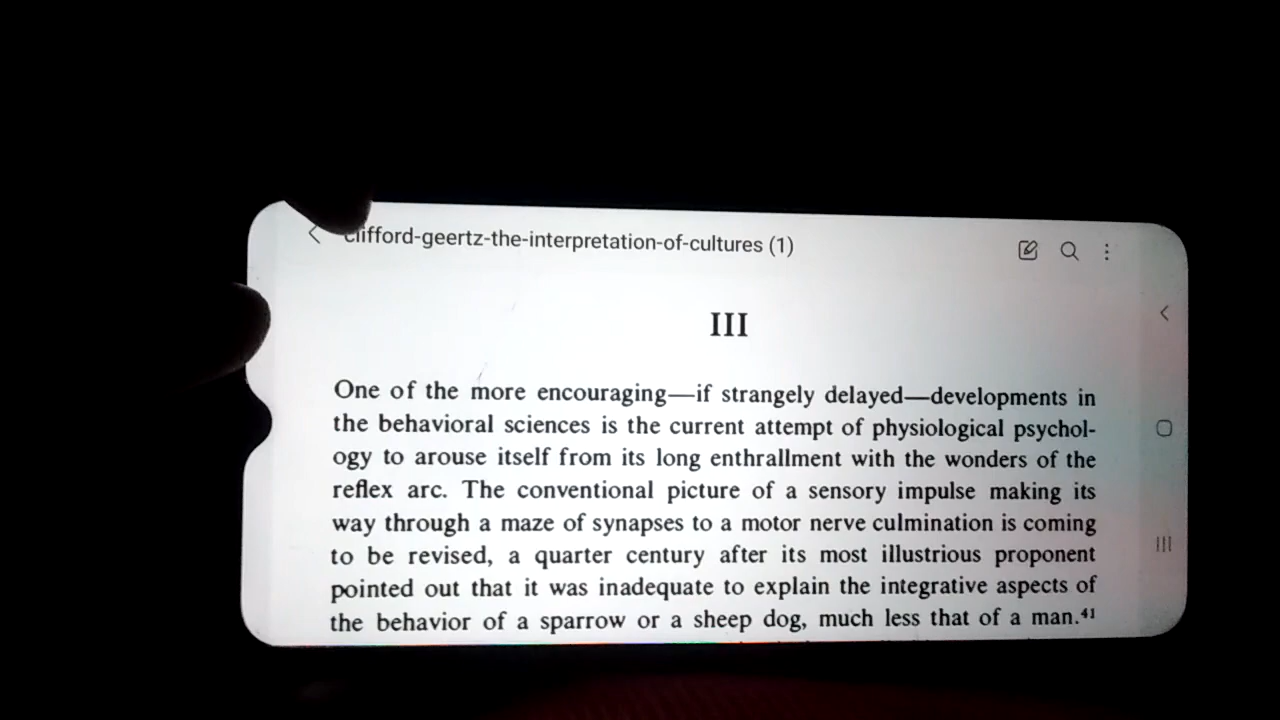 clifford-geertz-the-interpretation-of-cultures (1)
III
One of the more encouraging—if strangely delayed—developments in
the behavioral sciences is the current attempt of physiological psychol-
ogy to arouse itself from its long enthrallment with the wonders of the
reflex arc. The conventional picture of a sensory impulse making its
way through a maze of synapses to a motor nerve culmination is coming
to be revised, a quarter century after its most illustrious proponent
pointed out that it was inadequate to explain the integrative aspects of
the behavior of a sparrow or a sheep dog, much less that of a man.⁴¹